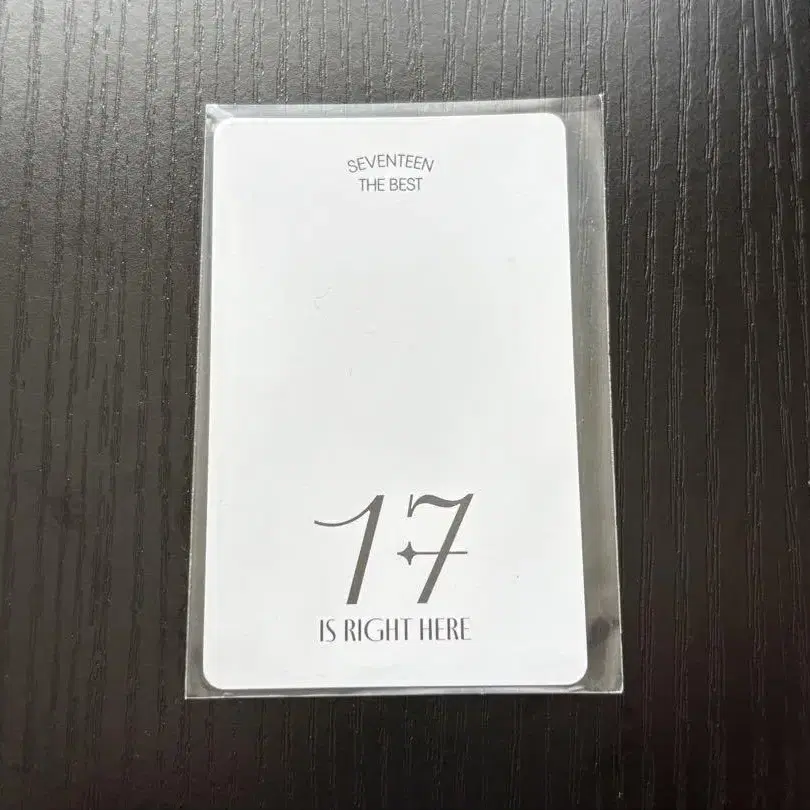 SEVENTEEN
THE BEST
17
IS RIGHT HERE